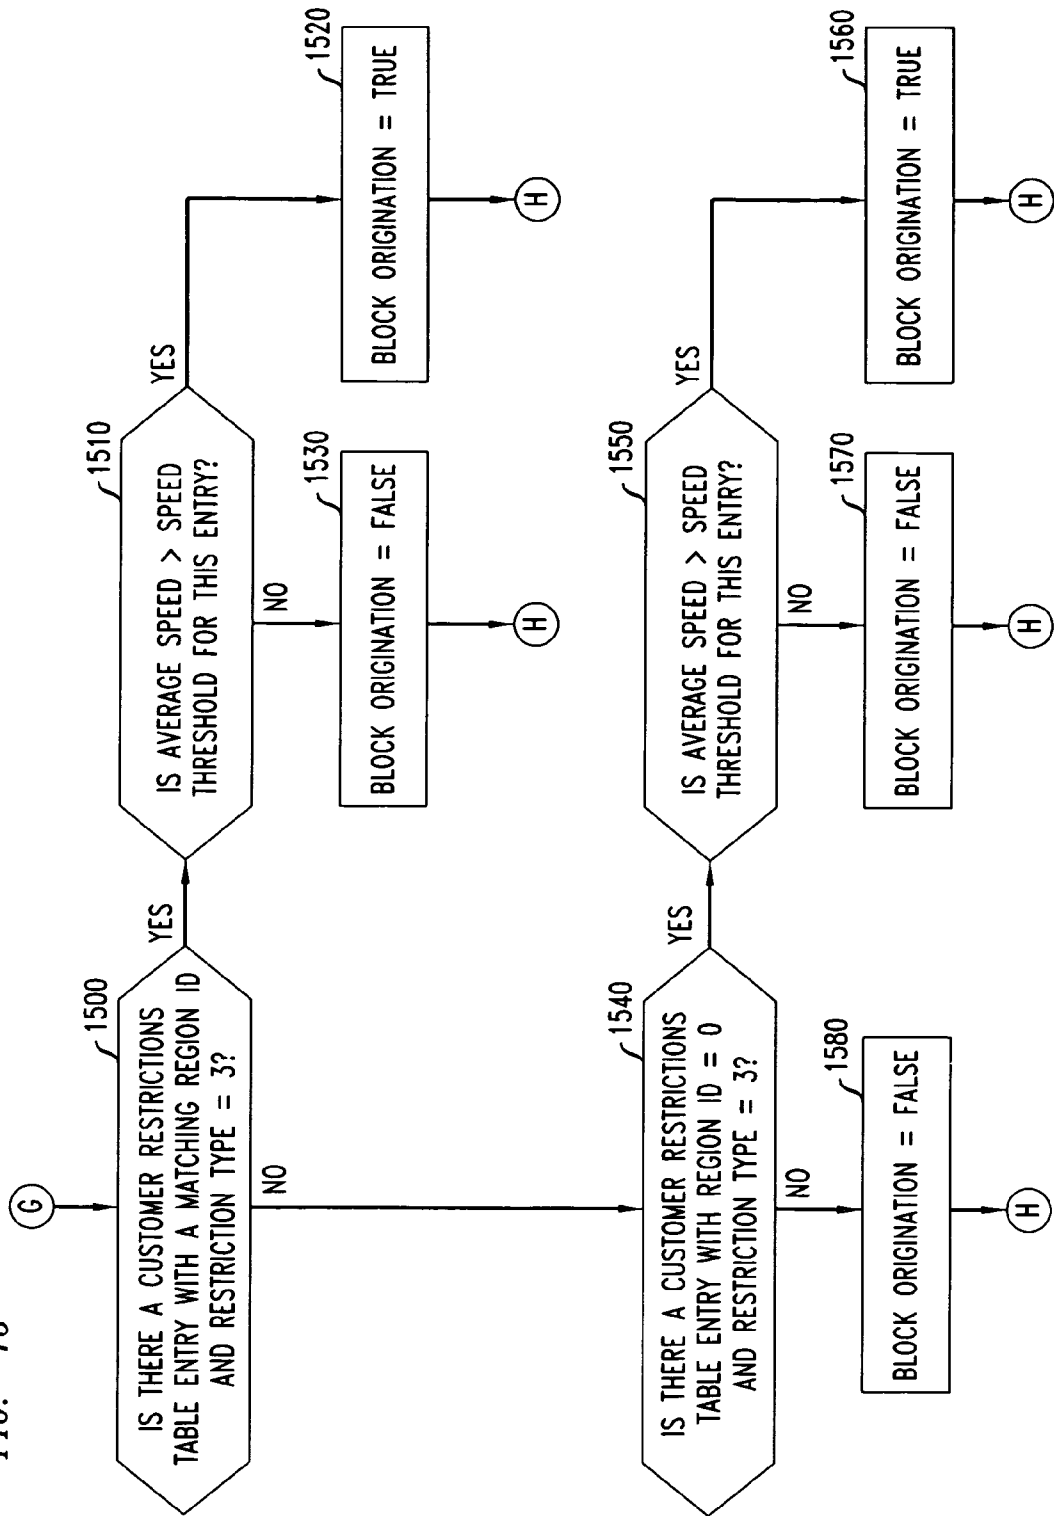 FIG.
G
1500
IS THERE A CUSTOMER RESTRICTIONS
TABLE ENTRY WITH A MATCHING REGION ID
AND RESTRICTION TYPE = 3?
YES
NO
1510
IS AVERAGE SPEED > SPEED
THRESHOLD FOR THIS ENTRY?
YES
NO
1520
BLOCK ORIGINATION = TRUE
H
1530
BLOCK ORIGINATION = FALSE
H
1540
IS THERE A CUSTOMER RESTRICTIONS
TABLE ENTRY WITH REGION ID = 0
AND RESTRICTION TYPE = 3?
YES
NO
1550
IS AVERAGE SPEED > SPEED
THRESHOLD FOR THIS ENTRY?
YES
NO
1560
BLOCK ORIGINATION = TRUE
H
1570
BLOCK ORIGINATION = FALSE
H
1580
BLOCK ORIGINATION = FALSE
H